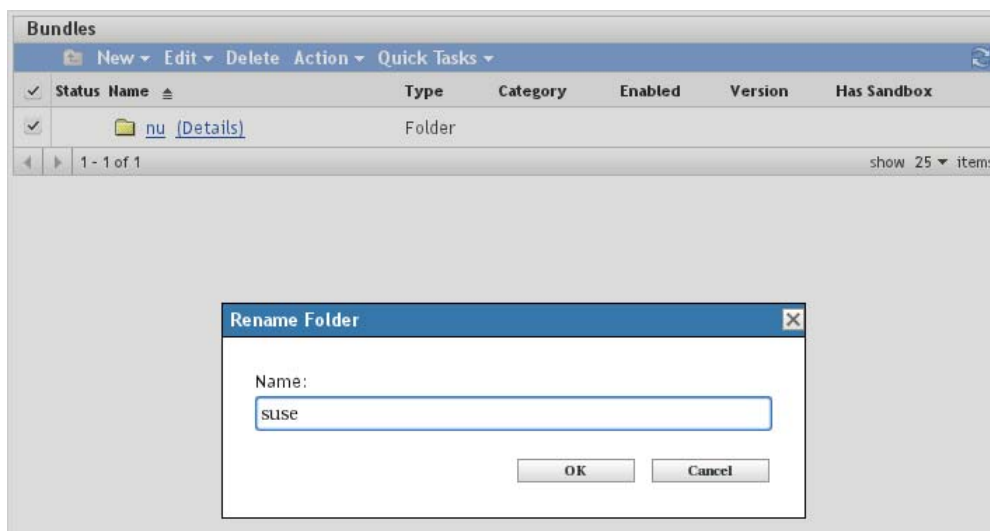 Bundles
New Edit Delete Action Quick Tasks
Status Name Type Category Enabled Version Has Sandbox
nu (Details) Folder
1 - 1 of 1 show 25 items
Rename Folder
Name:
suse
OK Cancel